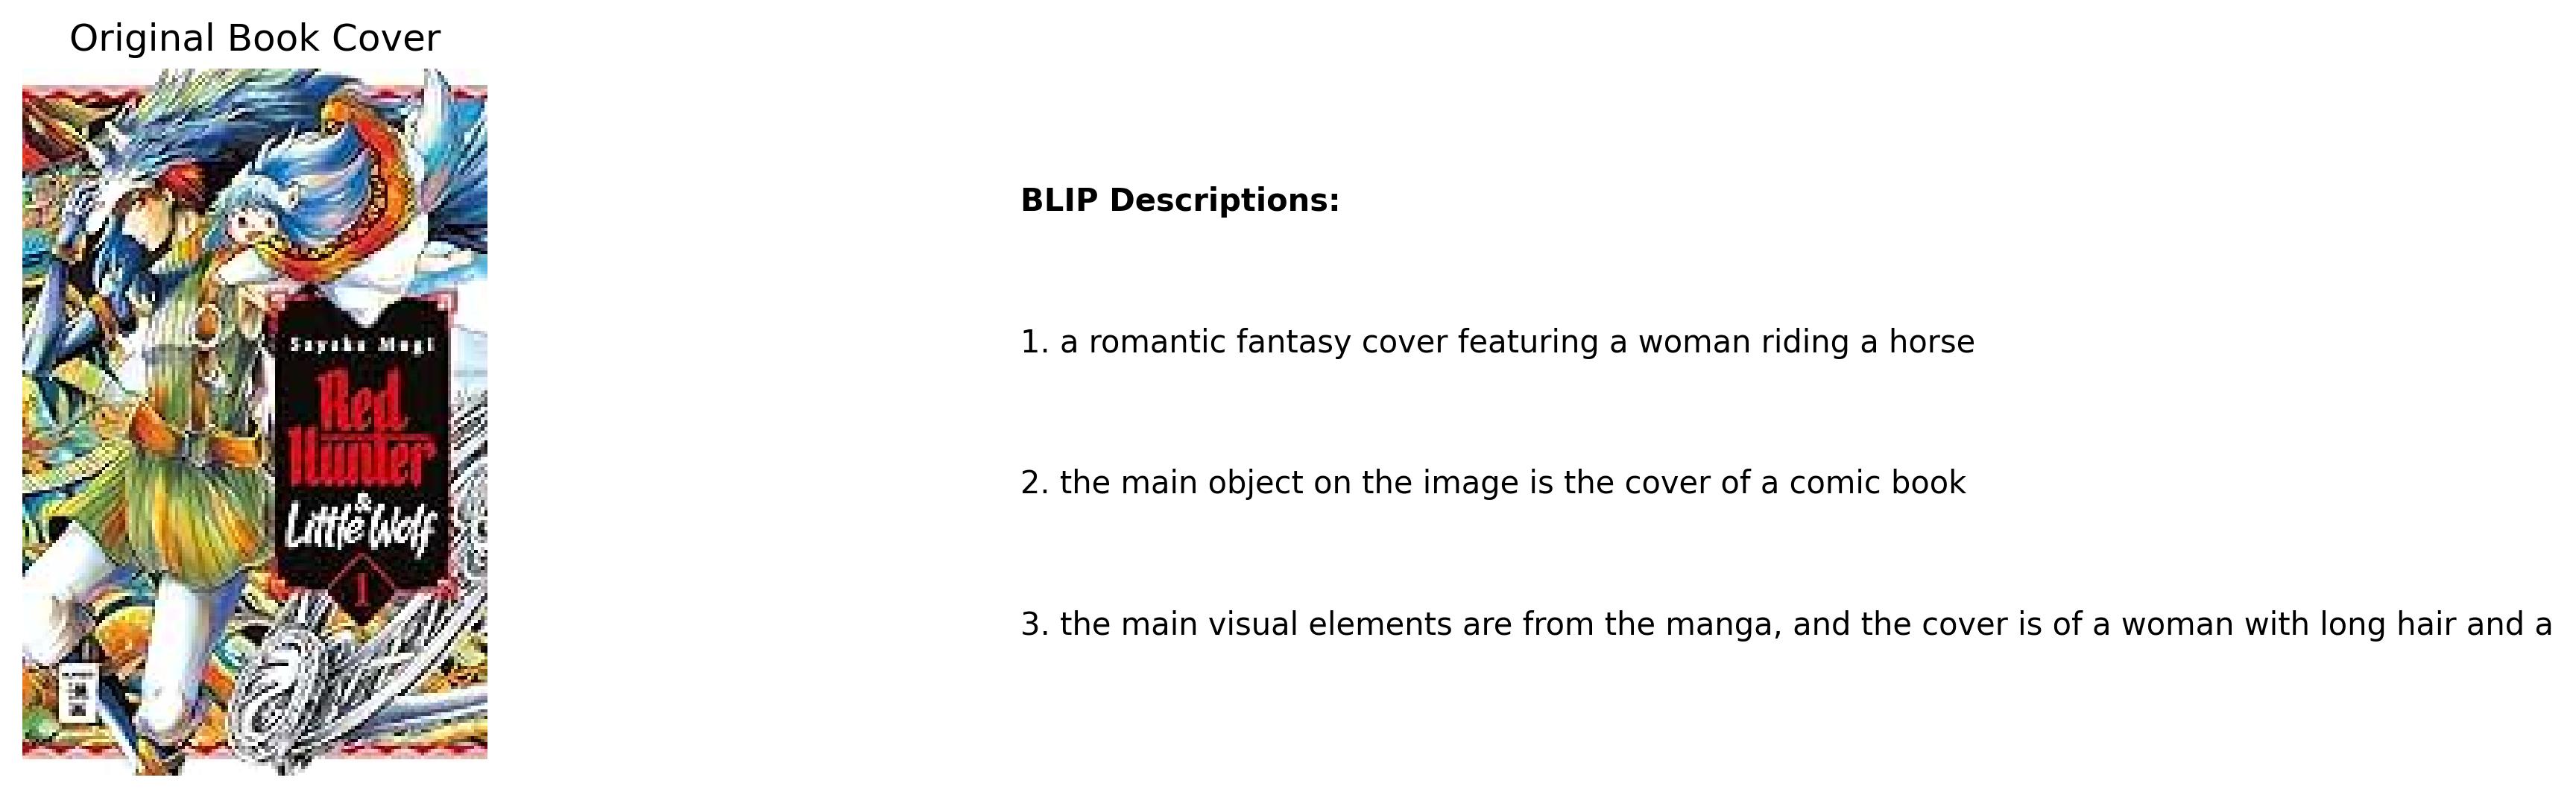 Original Book Cover
Sayuko Mogi
Red
Hunter
&
Little Wolf
1
BLIP Descriptions:
1. a romantic fantasy cover featuring a woman riding a horse
2. the main object on the image is the cover of a comic book
3. the main visual elements are from the manga, and the cover is of a woman with long hair and a